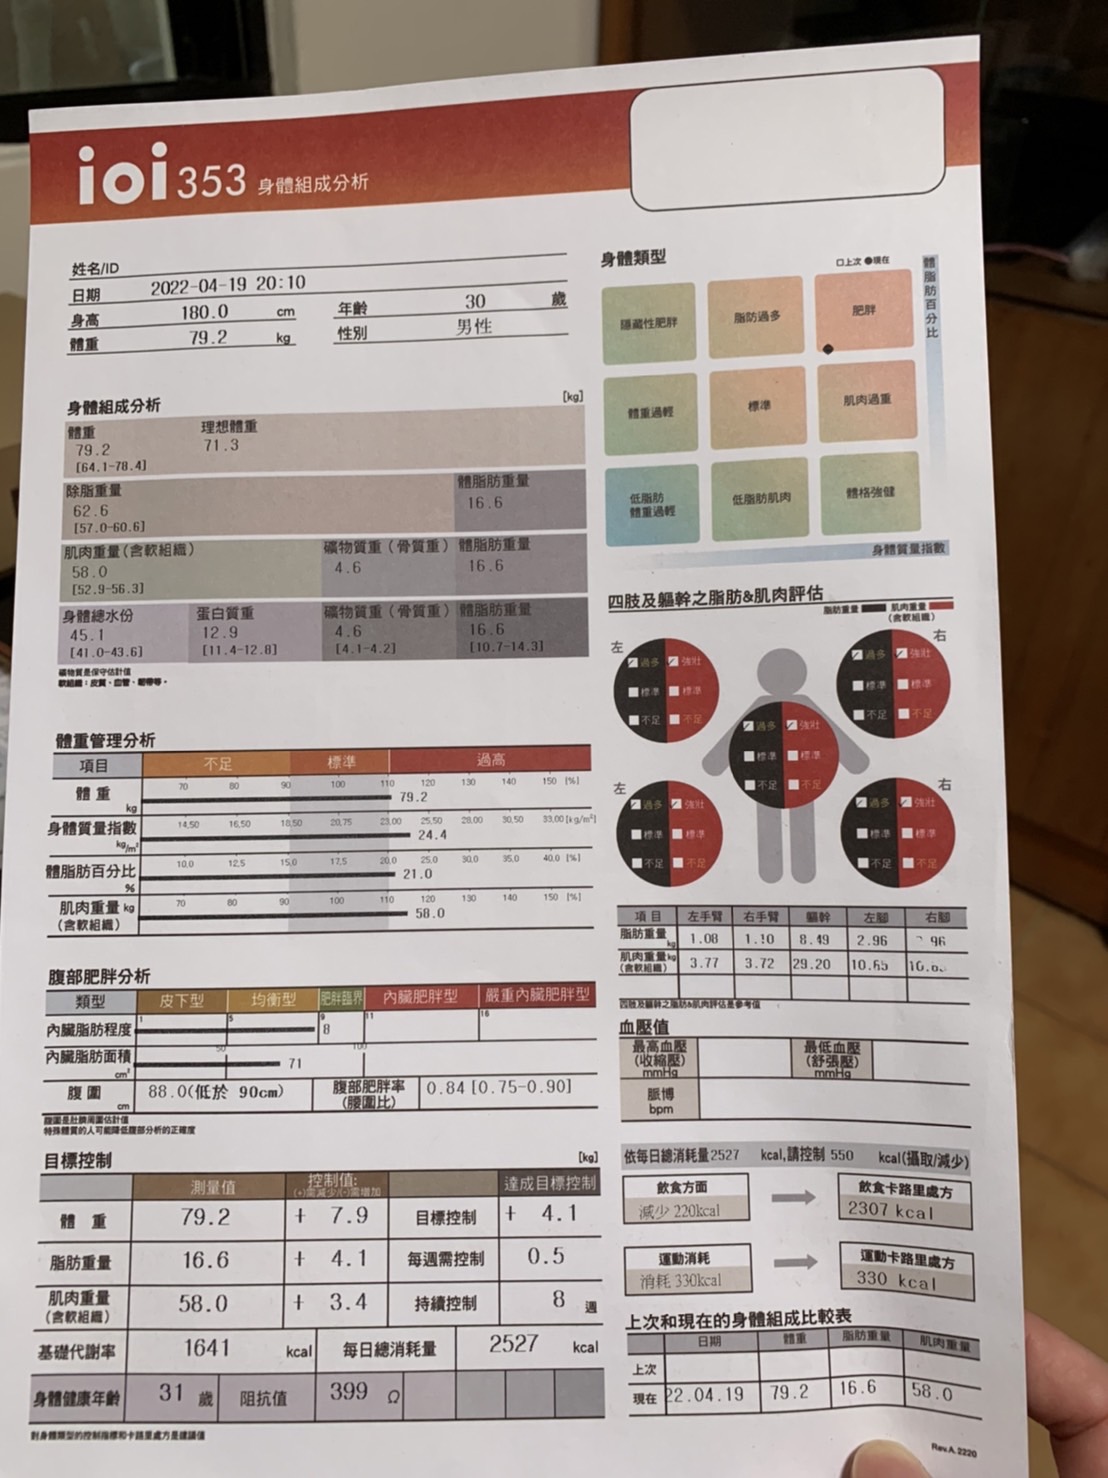 ioi353 身體組成分析
姓名/ID
日期 2022-04-19 20:10
身高 180.0 cm 年齡 30 歲
體重 79.2 kg 性別 男性
身體組成分析 [kg]
體重 理想體重
79.2 71.3
[64.1-78.4]
除脂重量 體脂肪重量
62.6 16.6
[57.0-60.6]
肌肉重量(含軟組織) 礦物質重(骨質重) 體脂肪重量
58.0 4.6 16.6
[52.9-56.3]
身體總水份 蛋白質重 礦物質重(骨質重) 體脂肪重量
45.1 12.9 4.6 16.6
[41.0-43.6] [11.4-12.8] [4.1-4.2] [10.7-14.3]
礦物質是保守估計值
軟組織:皮質、血管、韌帶等。
體重管理分析
項目 不足 標準 過高
70 80 90 100 110 120 130 140 150 [%]
體重 kg 79.2
14.50 16.50 18.50 20.75 23.00 25.50 28.00 30.50 33.00 [kg/m²]
身體質量指數 kg/m² 24.4
10.0 12.5 15.0 17.5 20.0 25.0 30.0 35.0 40.0 [%]
體脂肪百分比 % 21.0
70 80 90 100 110 120 130 140 150 [%]
肌肉重量 kg 58.0
(含軟組織)
腹部肥胖分析
類型 皮下型 均衡型 肥胖臨界 內臟肥胖型 嚴重內臟肥胖型
1 5 9 11 16
內臟脂肪程度 8
50 100
內臟脂肪面積 cm² 71
腹圍 cm 88.0(低於 90cm) 腹部肥胖率 (腰圍比) 0.84 [0.75-0.90]
腹圍是肚臍周圍估計值
特殊體質的人可能降低腹部分析的正確度
目標控制 [kg]
測量值 控制值: (+)需減少/(-)需增加 達成目標控制
體重 79.2 + 7.9 目標控制 + 4.1
脂肪重量 16.6 + 4.1 每週需控制 0.5
肌肉重量 (含軟組織) 58.0 + 3.4 持續控制 8 週
基礎代謝率 1641 kcal 每日總消耗量 2527 kcal
身體健康年齡 31 歲 阻抗值 399 Ω
對身體類型的控制指標和卡路里處方是建議值
身體類型 口上次 ●現在
體脂肪百分比
隱藏性肥胖 脂肪過多 肥胖
體重過輕 標準 肌肉過重
低脂肪 體重過輕 低脂肪肌肉 體格強健
身體質量指數
四肢及軀幹之脂肪&肌肉評估
脂肪重量 肌肉重量 (含軟組織)
左 右
過多 強壯
標準 標準
不足 不足
過多 強壯
標準 標準
不足 不足
過多 強壯
標準 標準
不足 不足
左 右
過多 強壯
標準 標準
不足 不足
過多 強壯
標準 標準
不足 不足
項目 左手臂 右手臂 軀幹 左腳 右腳
脂肪重量 kg 1.08 1.10 8.49 2.96 96
肌肉重量 kg (含軟組織) 3.77 3.72 29.20 10.65
四肢及軀幹之脂肪&肌肉評估是參考值
血壓值
最高血壓 (收縮壓) mmHg 最低血壓 (舒張壓) mmHg
脈博 bpm
依每日總消耗量2527 kcal,請控制 550 kcal(攝取/減少)
飲食方面 飲食卡路里處方
減少 220kcal 2307 kcal
運動消耗 運動卡路里處方
消耗 330kcal 330 kcal
上次和現在的身體組成比較表
日期 體重 脂肪重量 肌肉重量
上次
現在 22.04.19 79.2 16.6 58.0
Rev.A.2220